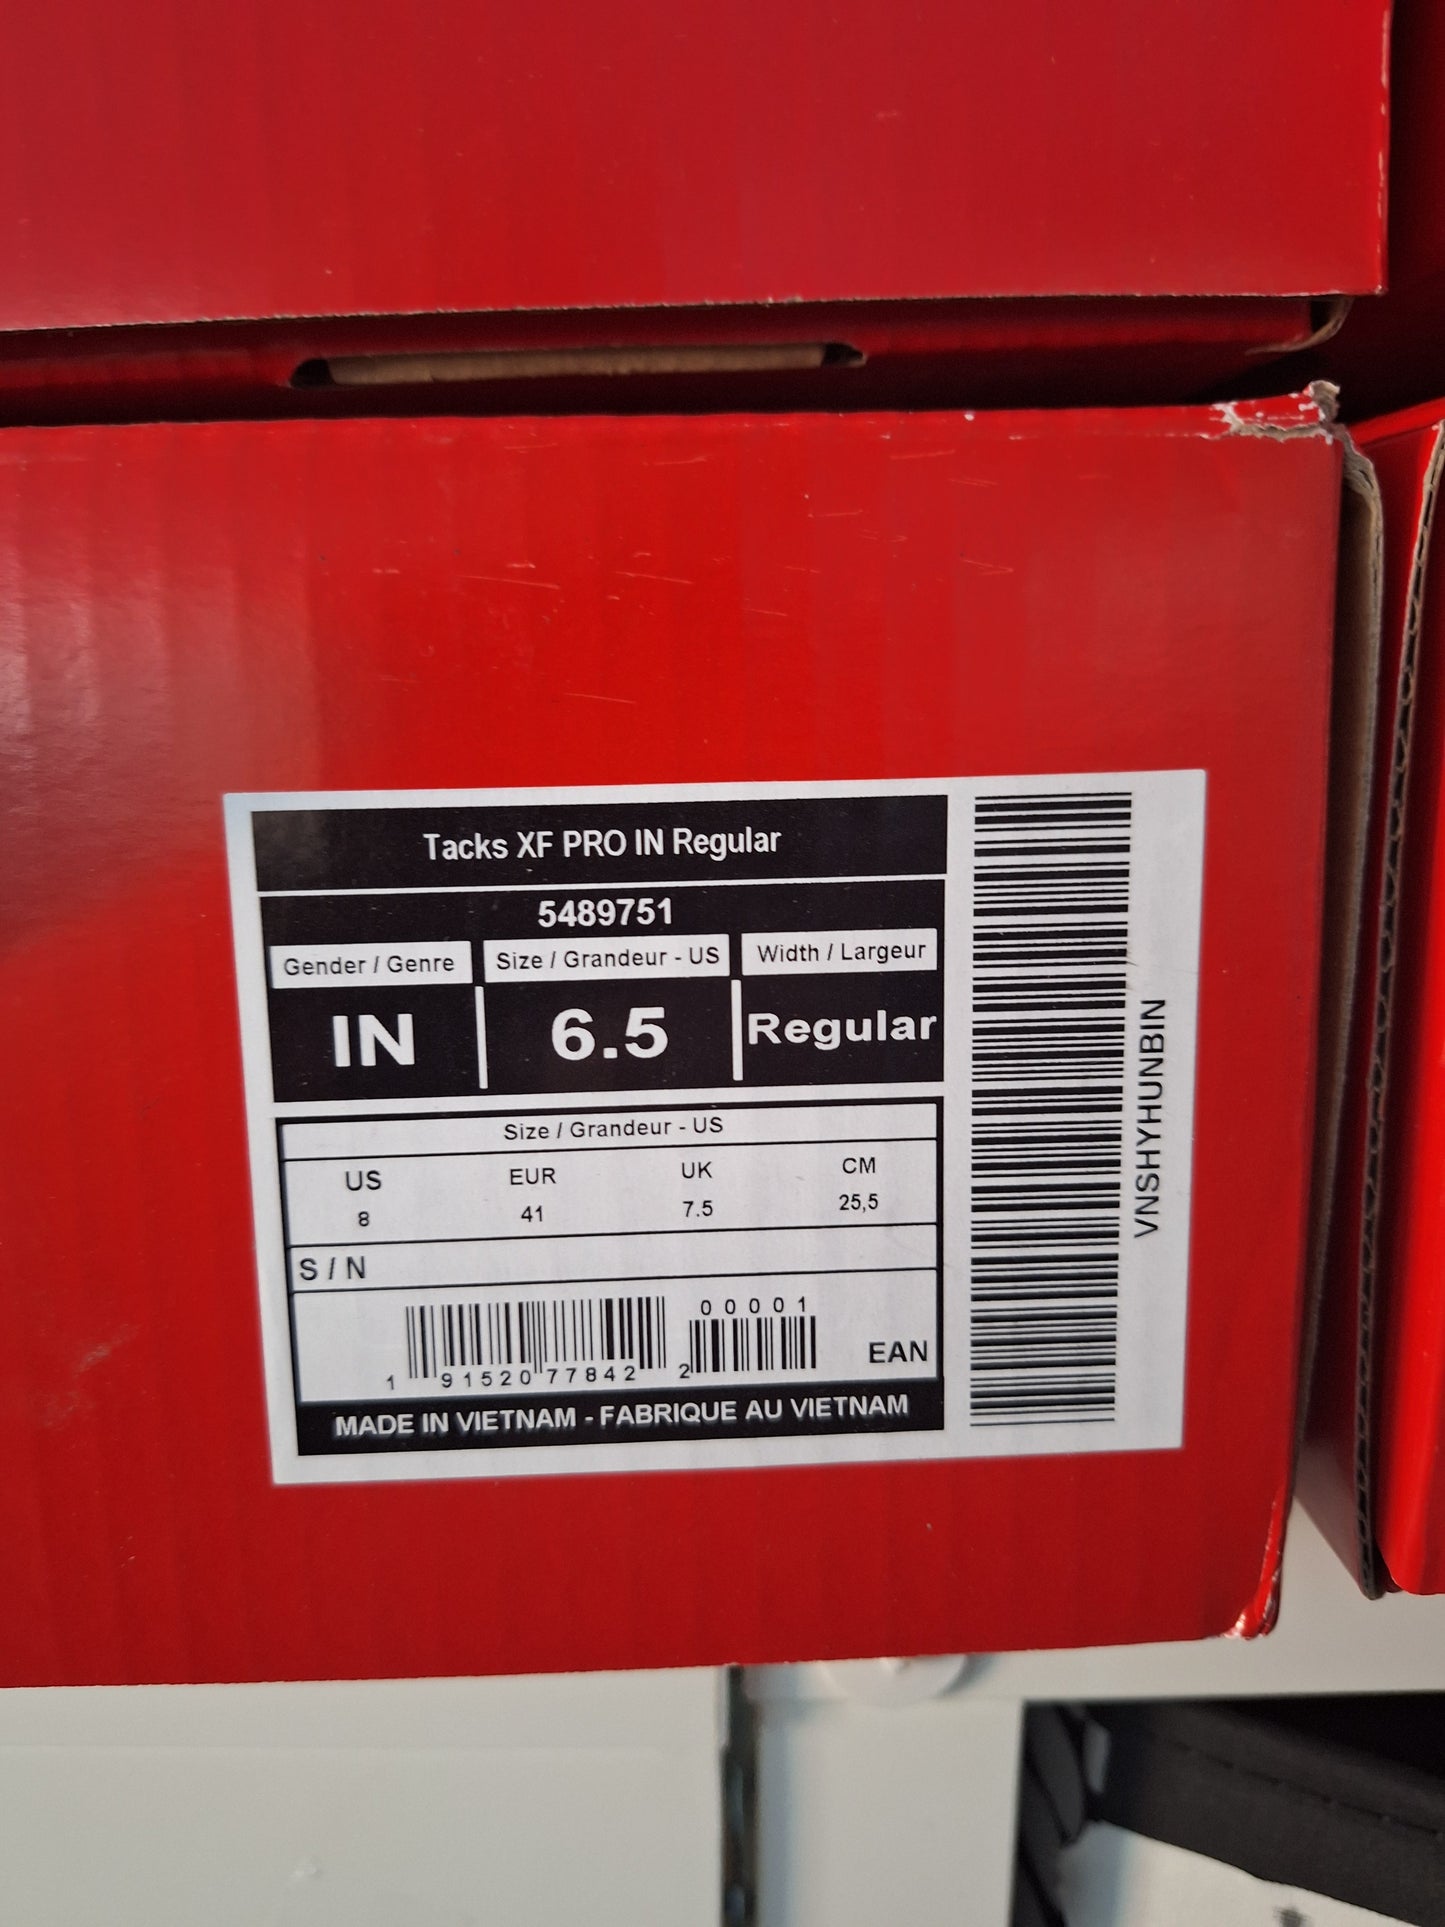 Tacks XF PRO IN Regular
5489751
Gender / Genre Size / Grandeur - US Width / Largeur
IN 6.5 Regular
Size / Grandeur - US
US EUR UK CM
8 41 7.5 25,5
S / N
00001
1 91520 77842 2
EAN
MADE IN VIETNAM - FABRIQUE AU VIETNAM
VNSHYHUNBIN